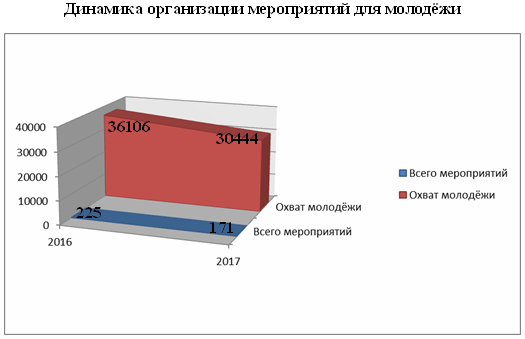 Динамика организации мероприятий для молодёжи
40000
30000
20000
10000
0
36106
30444
225
171
2016
2017
Охват молодёжи
Всего мероприятий
Всего мероприятий
Охват молодёжи